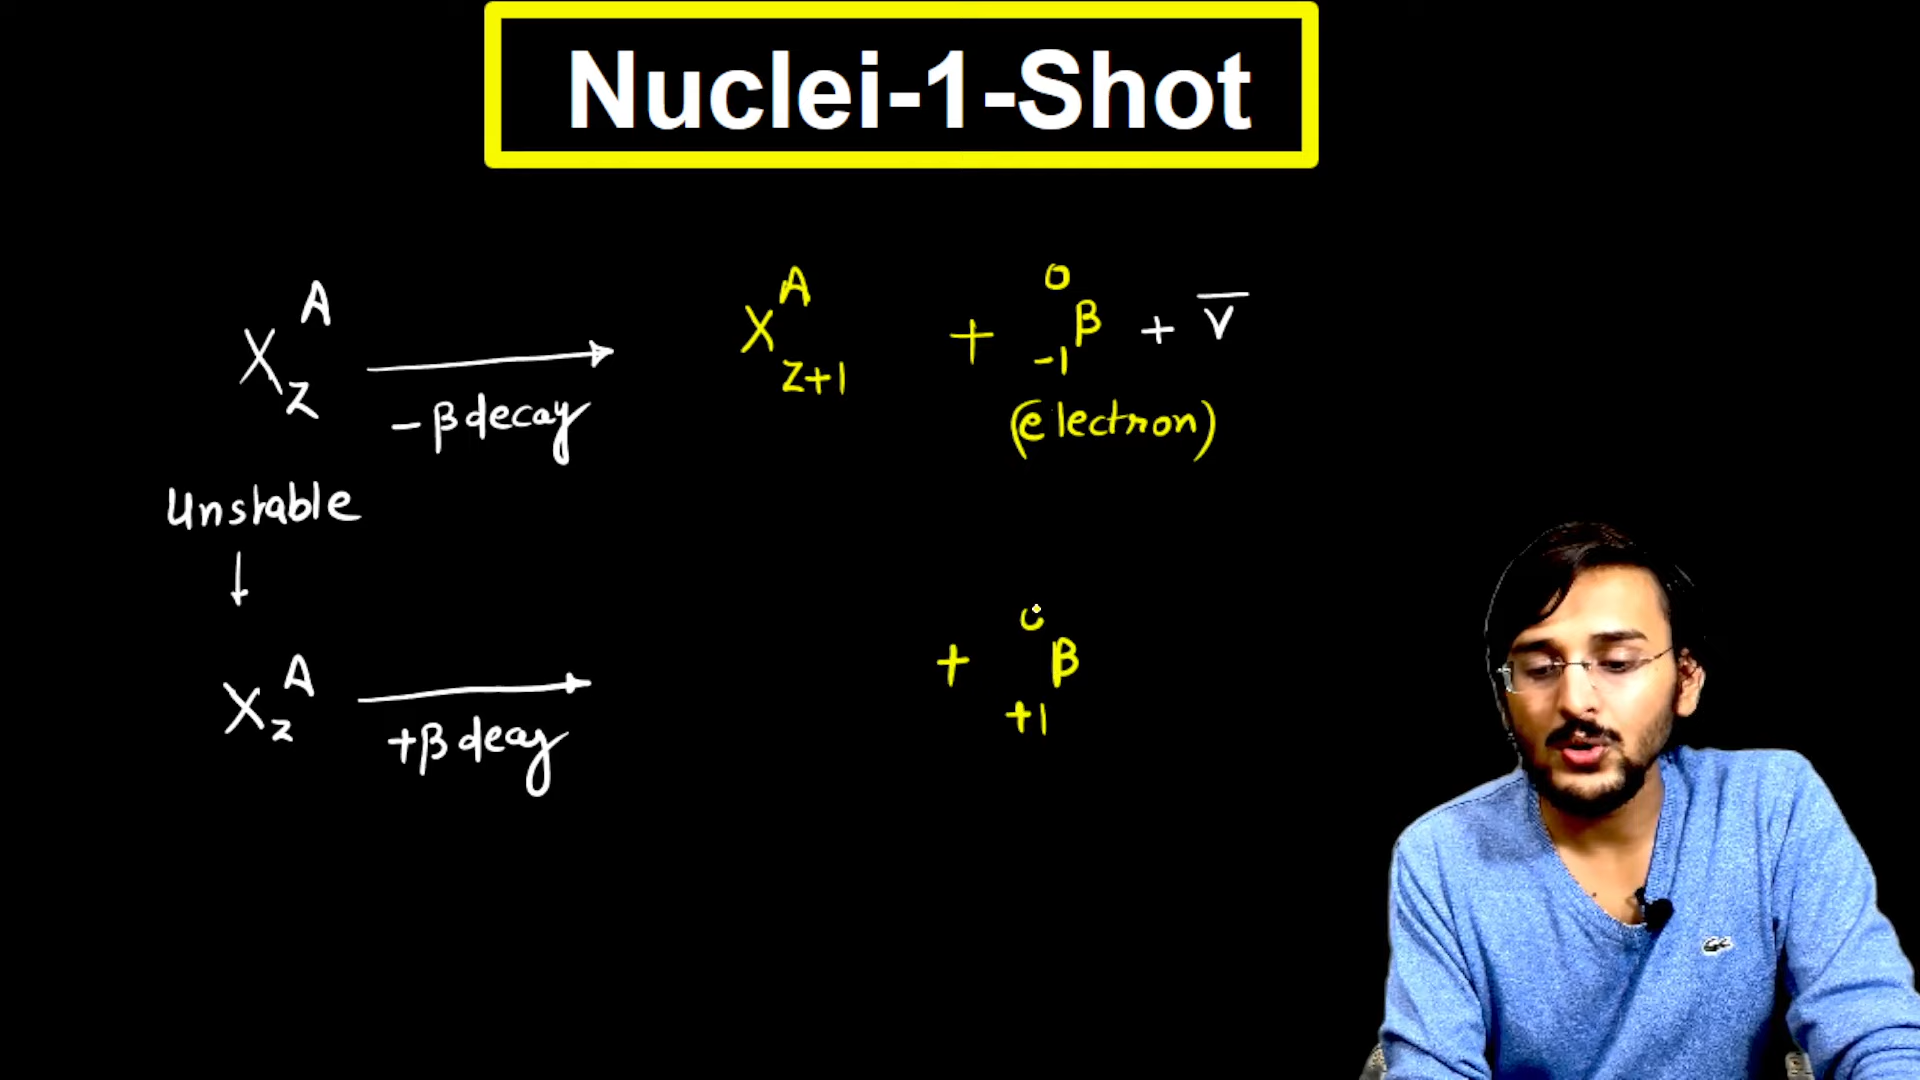 Nuclei-1-Shot
X A Z → - β decay X A Z+1 + 0 -1 β + ν̅
(electron)
Unstable
↓
X A Z → +β deay + 0 +1 β